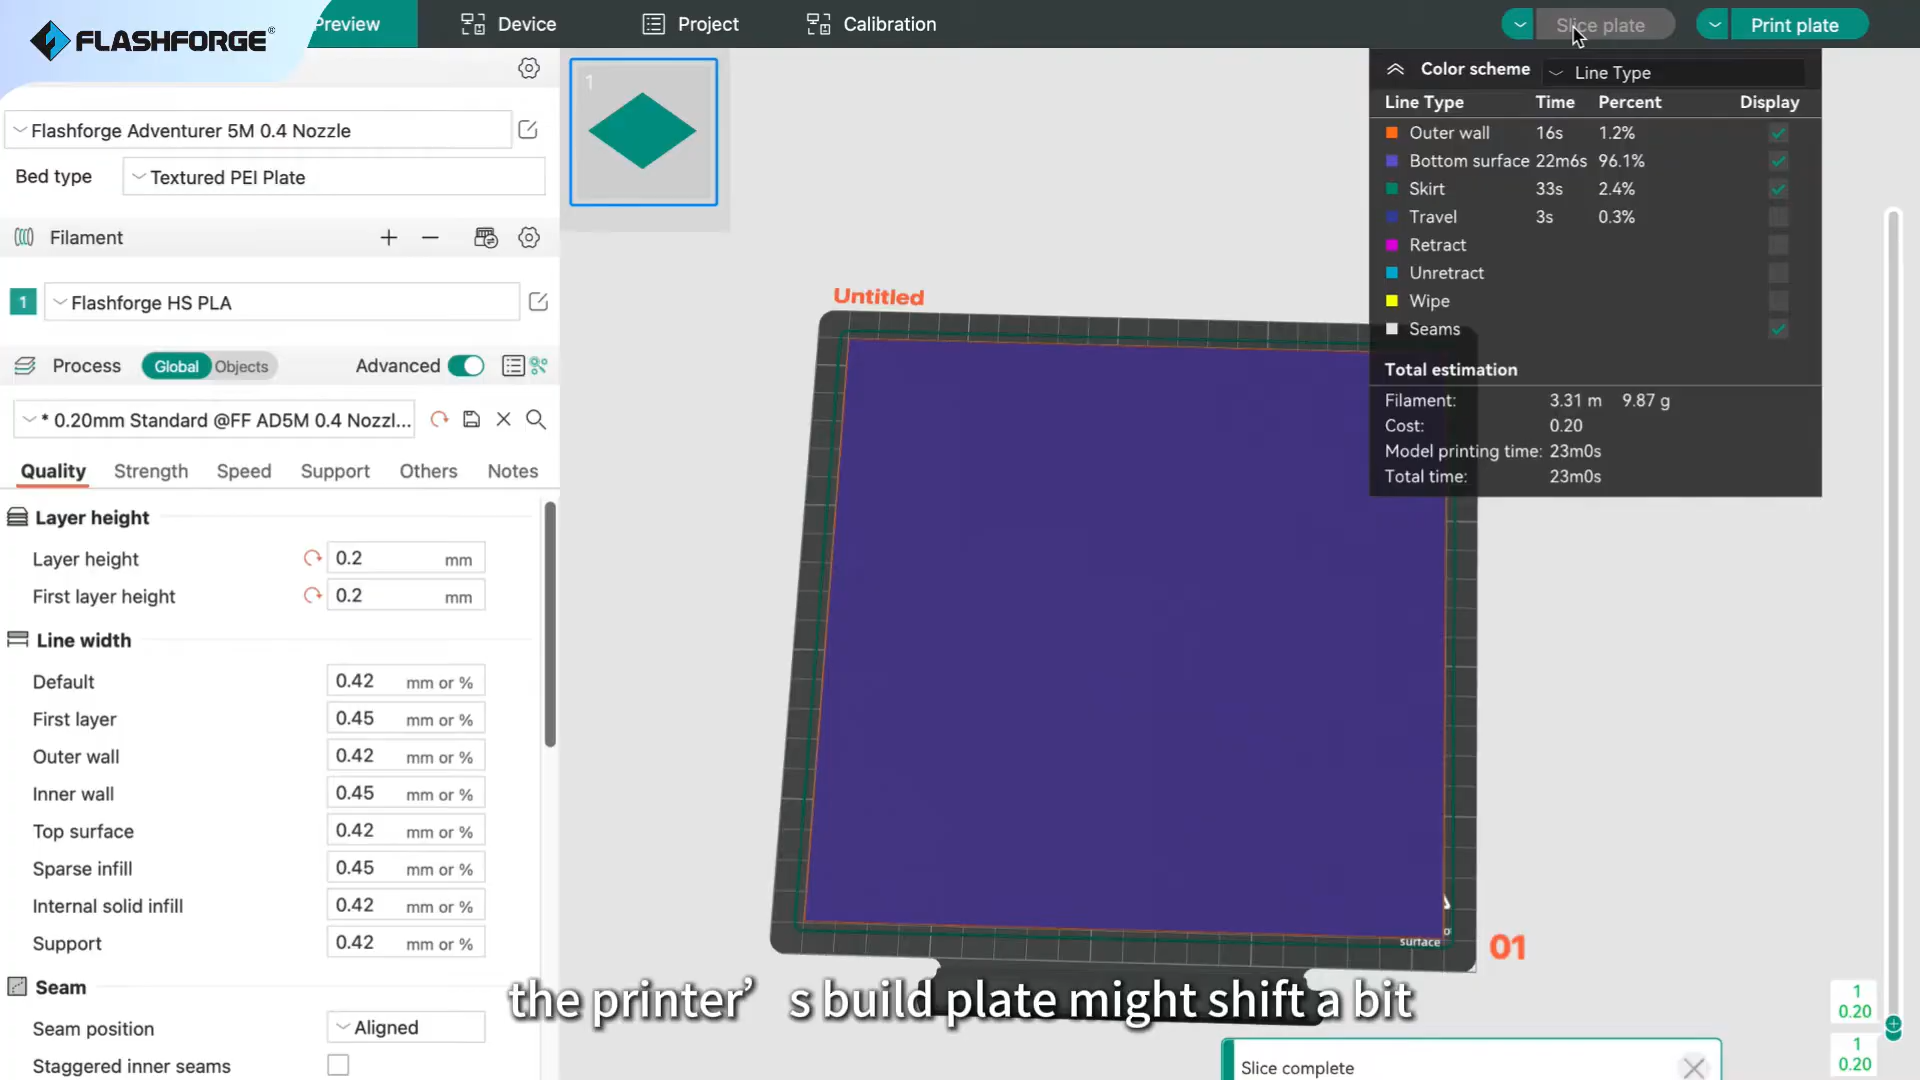 FLASHFORGE®
Preview
Device
Project
Calibration
Slice plate
Print plate
Flashforge Adventurer 5M 0.4 Nozzle
Bed type
Textured PEI Plate
Filament
1
Flashforge HS PLA
Process
Global
Objects
Advanced
* 0.20mm Standard @FF AD5M 0.4 Nozzl...
Quality
Strength
Speed
Support
Others
Notes
Layer height
Layer height 0.2 mm
First layer height 0.2 mm
Line width
Default 0.42 mm or %
First layer 0.45 mm or %
Outer wall 0.42 mm or %
Inner wall 0.45 mm or %
Top surface 0.42 mm or %
Sparse infill 0.45 mm or %
Internal solid infill 0.42 mm or %
Support 0.42 mm or %
Seam
Seam position Aligned
Staggered inner seams
1
Untitled
Color scheme Line Type
Line Type Time Percent Display
Outer wall 16s 1.2%
Bottom surface 22m6s 96.1%
Skirt 33s 2.4%
Travel 3s 0.3%
Retract
Unretract
Wipe
Seams
Total estimation
Filament: 3.31 m 9.87 g
Cost: 0.20
Model printing time: 23m0s
Total time: 23m0s
surface
01
the printer’s build plate might shift a bit
Slice complete
1
0.20
1
0.20